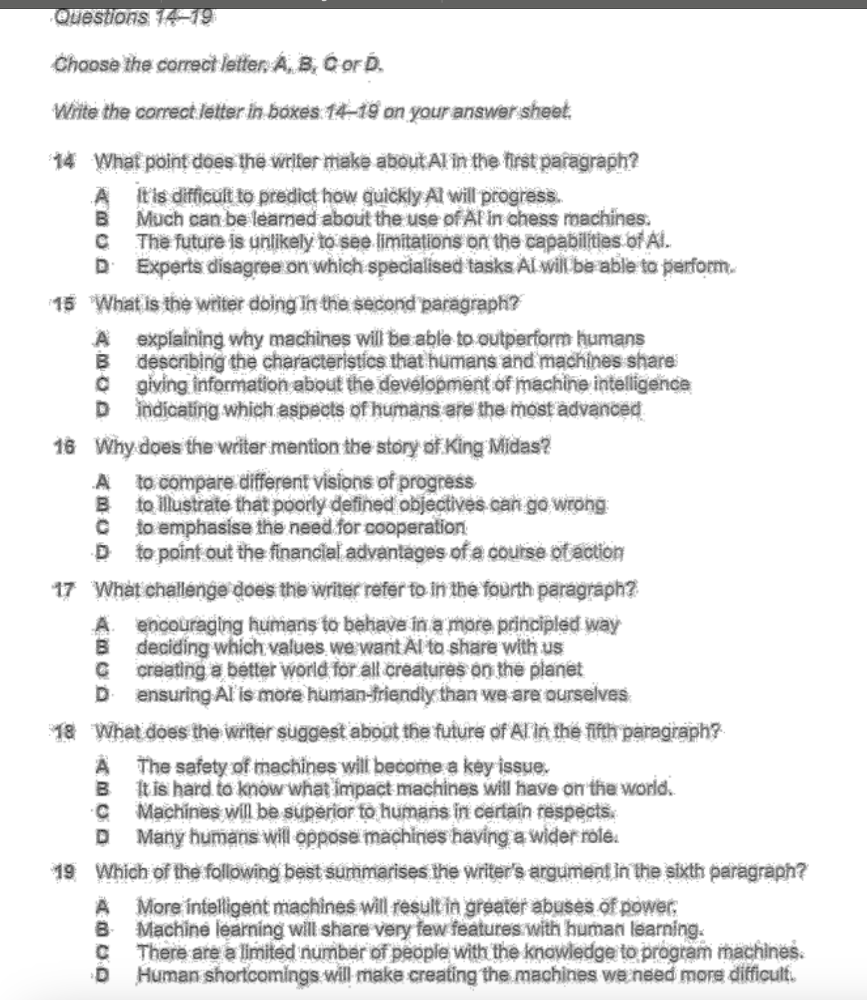 Questions 14–19
Choose the correct letter, A, B, C or D.
Write the correct letter in boxes 14–19 on your answer sheet.
14 What point does the writer make about AI in the first paragraph?
A It is difficult to predict how quickly AI will progress.
B Much can be learned about the use of AI in chess machines.
C The future is unlikely to see limitations on the capabilities of AI.
D Experts disagree on which specialised tasks AI will be able to perform.
15 What is the writer doing in the second paragraph?
A explaining why machines will be able to outperform humans
B describing the characteristics that humans and machines share
C giving information about the development of machine intelligence
D indicating which aspects of humans are the most advanced
16 Why does the writer mention the story of King Midas?
A to compare different visions of progress
B to illustrate that poorly defined objectives can go wrong
C to emphasise the need for cooperation
D to point out the financial advantages of a course of action
17 What challenge does the writer refer to in the fourth paragraph?
A encouraging humans to behave in a more principled way
B deciding which values we want AI to share with us
C creating a better world for all creatures on the planet
D ensuring AI is more human-friendly than we are ourselves
18 What does the writer suggest about the future of AI in the fifth paragraph?
A The safety of machines will become a key issue.
B It is hard to know what impact machines will have on the world.
C Machines will be superior to humans in certain respects.
D Many humans will oppose machines having a wider role.
19 Which of the following best summarises the writer's argument in the sixth paragraph?
A More intelligent machines will result in greater abuses of power.
B Machine learning will share very few features with human learning.
C There are a limited number of people with the knowledge to program machines.
D Human shortcomings will make creating the machines we need more difficult.